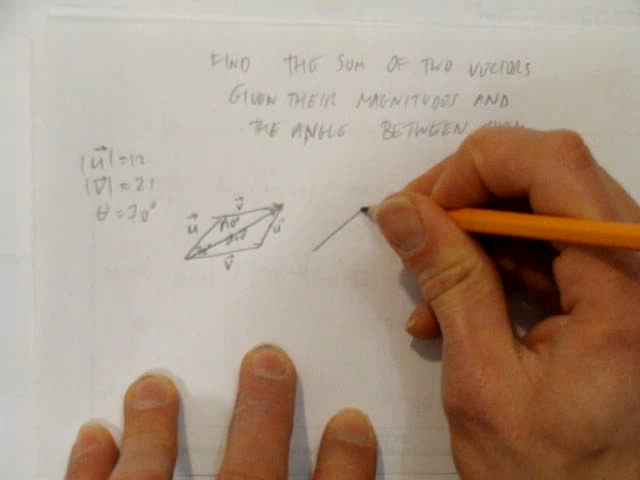 FIND THE SUM OF TWO VECTORS
GIVEN THEIR MAGNITUDES AND
THE ANGLE BETWEEN
|u⃗| = 12
|v⃗| = 21
θ = 70°
v⃗
u⃗
u⃗
v⃗